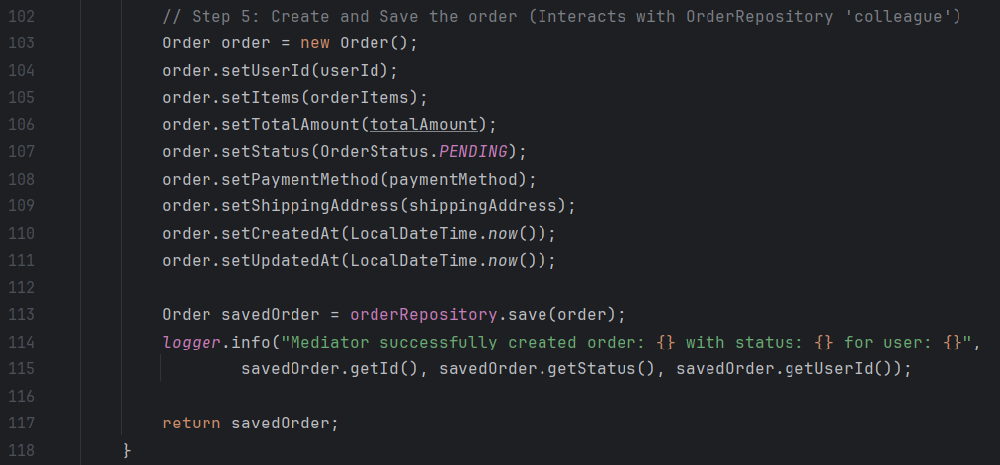 102 // Step 5: Create and Save the order (Interacts with OrderRepository 'colleague')
103 Order order = new Order();
104 order.setUserId(userId);
105 order.setItems(orderItems);
106 order.setTotalAmount(totalAmount);
107 order.setStatus(OrderStatus.PENDING);
108 order.setPaymentMethod(paymentMethod);
109 order.setShippingAddress(shippingAddress);
110 order.setCreatedAt(LocalDateTime.now());
111 order.setUpdatedAt(LocalDateTime.now());
112
113 Order savedOrder = orderRepository.save(order);
114 logger.info("Mediator successfully created order: {} with status: {} for user: {}",
115 savedOrder.getId(), savedOrder.getStatus(), savedOrder.getUserId());
116
117 return savedOrder;
118 }